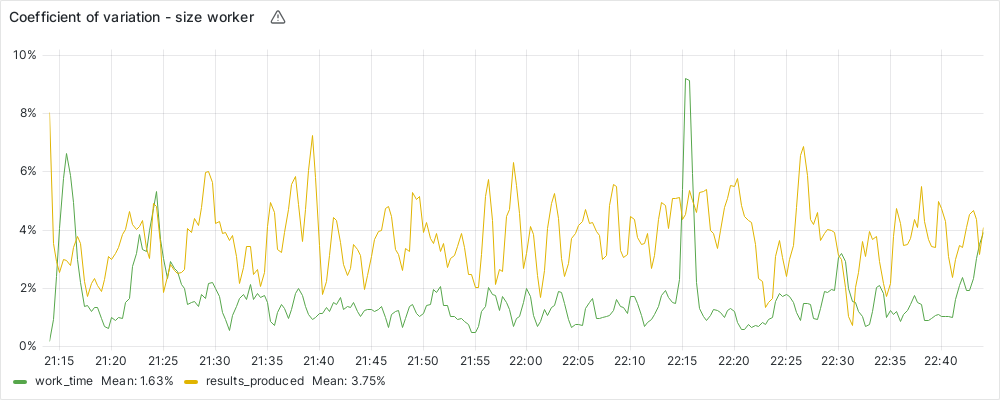 Coefficient of variation - size worker
10%
8%
6%
4%
2%
0%
21:15 21:20 21:25 21:30 21:35 21:40 21:45 21:50 21:55 22:00 22:05 22:10 22:15 22:20 22:25 22:30 22:35 22:40
work_time Mean: 1.63% results_produced Mean: 3.75%